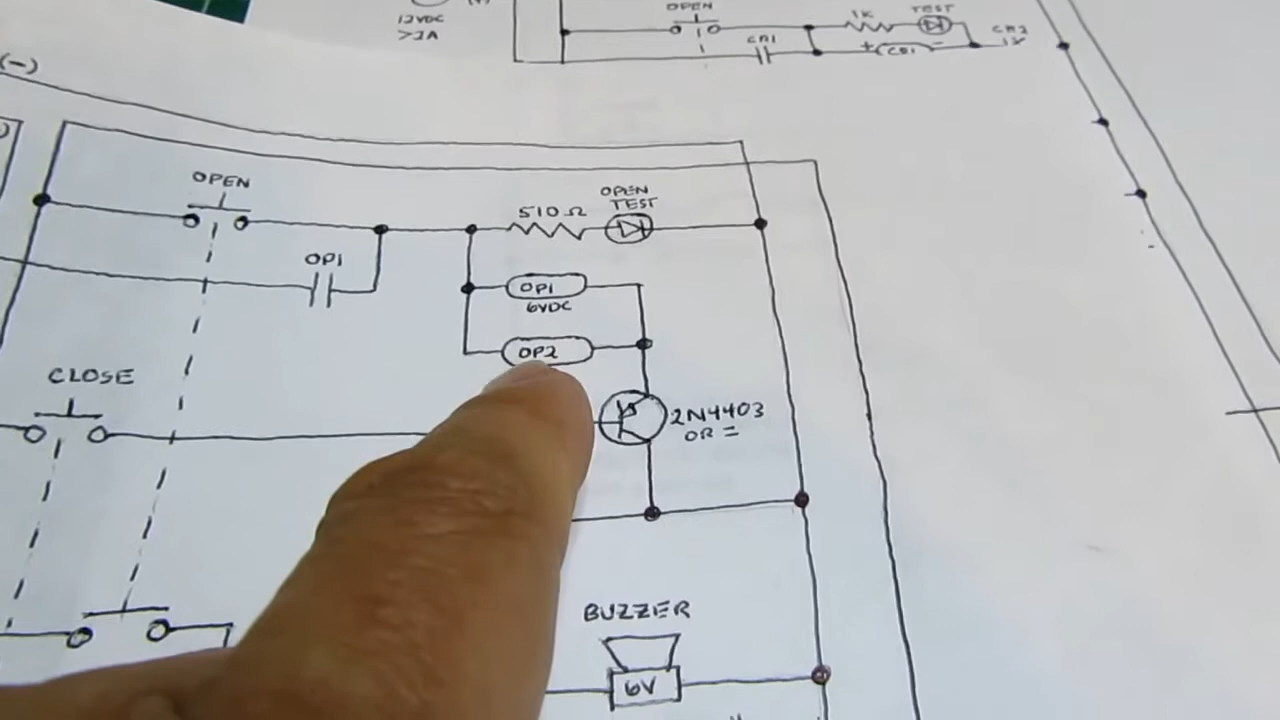 12VDC
>2A
OPEN
1K
TEST
CR1
+
CR1
-
(-)
OPEN
OPEN
TEST
510Ω
OP1
OP1
6VDC
OP2
CLOSE
2N4403
OR =
BUZZER
6V